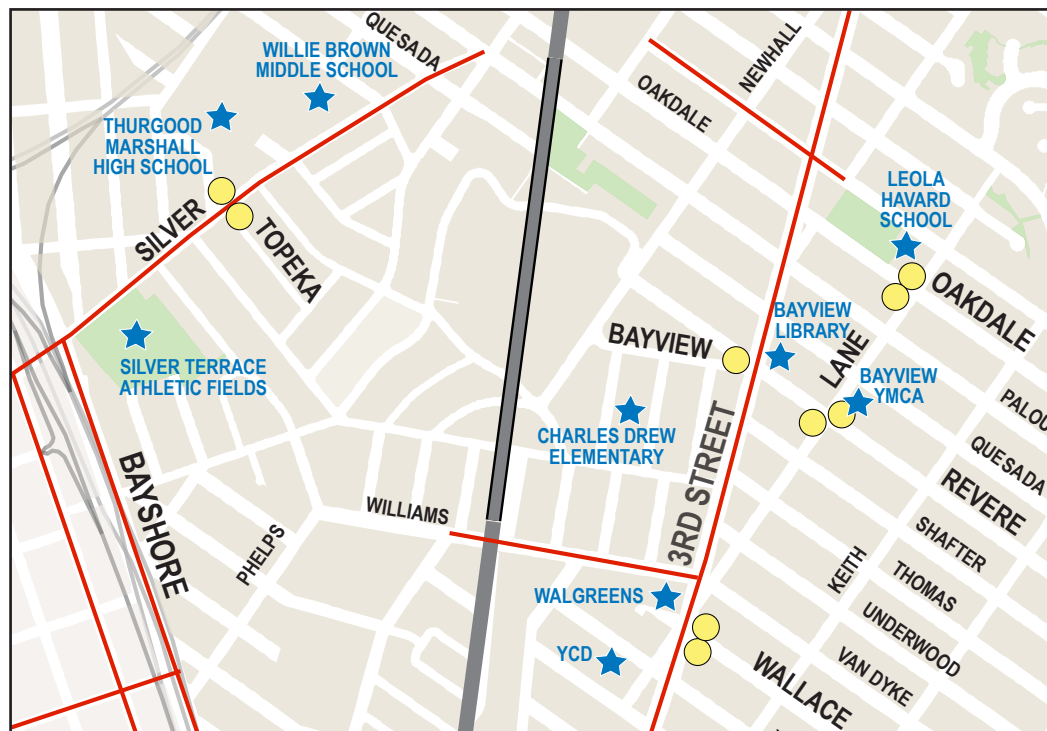 QUESADA
WILLIE BROWN
MIDDLE SCHOOL
NEWHALL
OAKDALE
THURGOOD
MARSHALL
HIGH SCHOOL
LEOLA
HAVARD
SCHOOL
SILVER
TOPEKA
OAKDALE
BAYVIEW
LIBRARY
BAYVIEW
LANE
SILVER TERRACE
ATHLETIC FIELDS
BAYVIEW
YMCA
CHARLES DREW
ELEMENTARY
3RD STREET
PALOU
QUESADA
REVERE
BAYSHORE
WILLIAMS
PHELPS
SHAFTER
KEITH
THOMAS
UNDERWOOD
VAN DYKE
WALGREENS
YCD
WALLACE